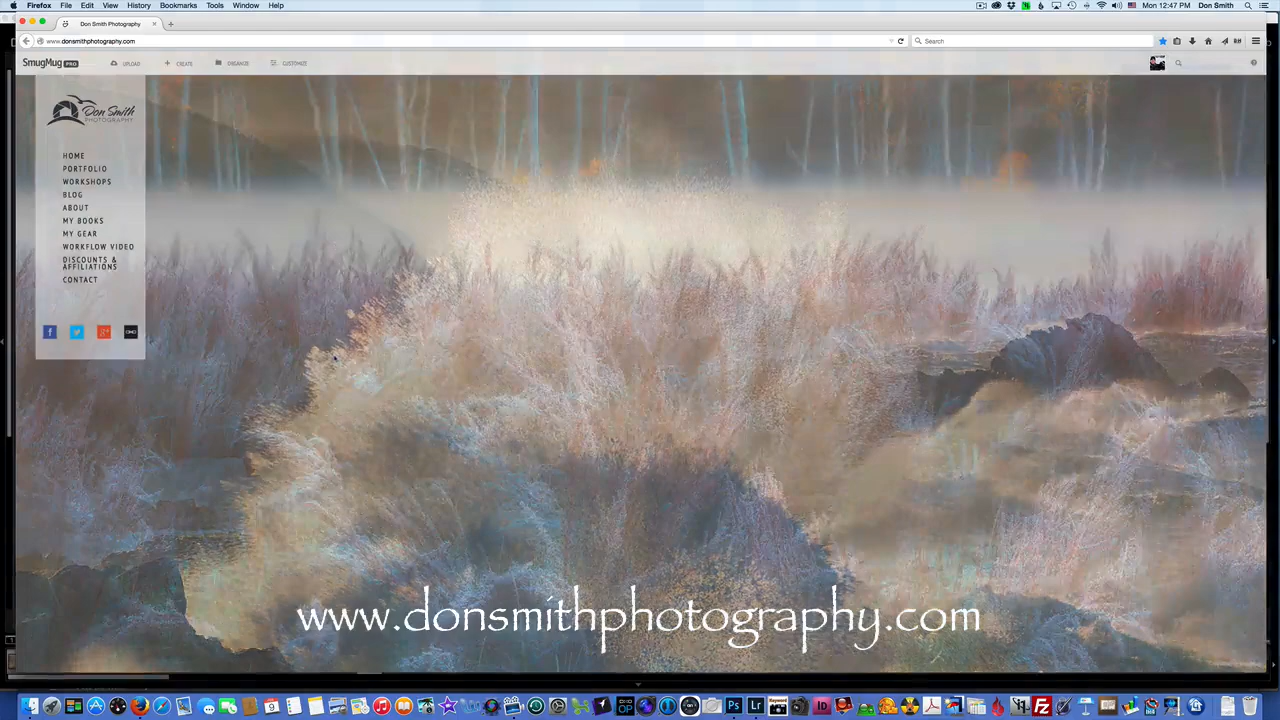 Firefox File Edit View History Bookmarks Tools Window Help Mon 12:47 PM Don Smith
Don Smith Photography
www.donsmithphotography.com Search
SmugMug PRO UPLOAD CREATE ORGANIZE CUSTOMIZE
Don Smith
PHOTOGRAPHY
HOME
PORTFOLIO
WORKSHOPS
BLOG
ABOUT
MY BOOKS
MY GEAR
WORKFLOW VIDEO
DISCOUNTS &
AFFILIATIONS
CONTACT
www.donsmithphotography.com